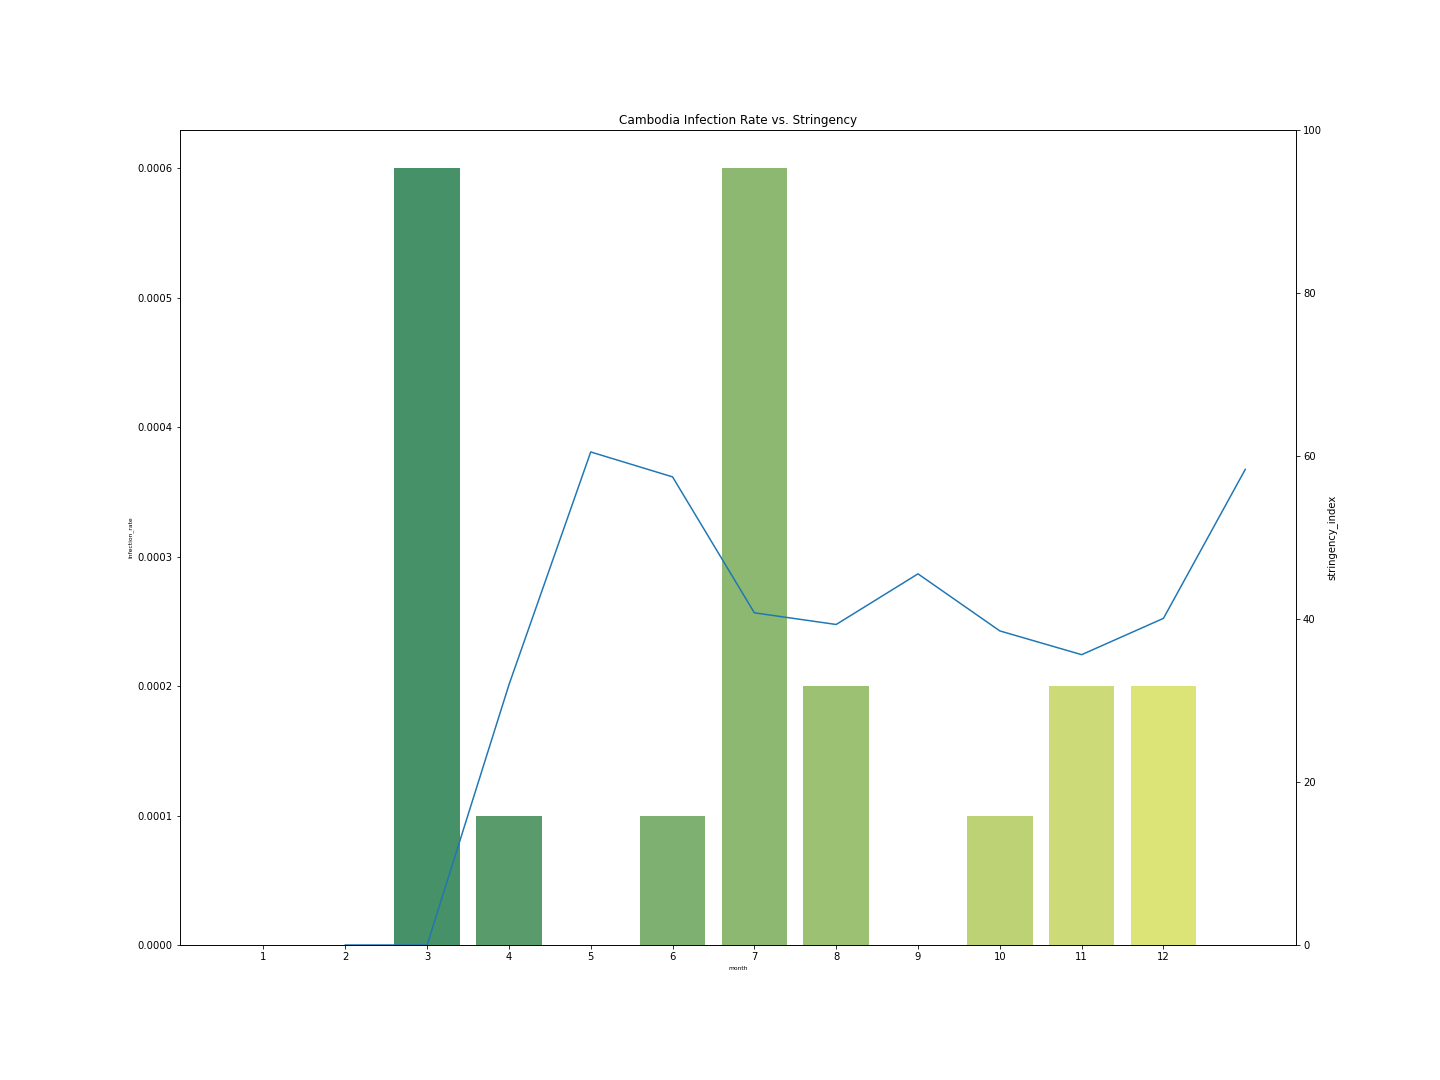 Cambodia Infection Rate vs. Stringency
0.0006
0.0005
0.0004
0.0003
0.0002
0.0001
0.0000
Infection_rate
100
80
60
40
20
0
stringency_index
1 2 3 4 5 6 7 8 9 10 11 12
month